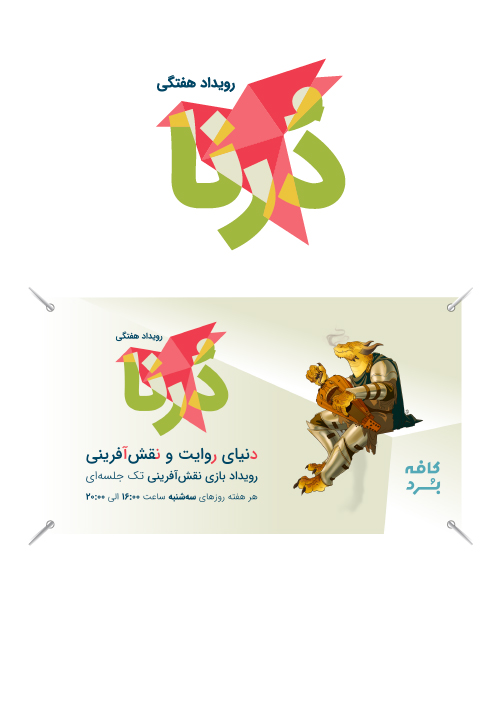 رویداد هفتگی
دُرنا
رویداد هفتگی
دُرنا
دنیای روایت و نقش‌آفرینی
رویداد بازی نقش‌آفرینی تک جلسه‌ای
هر هفته روزهای سه‌شنبه ساعت ۱۶:۰۰ الی ۲۰:۰۰
کافه
بُرد